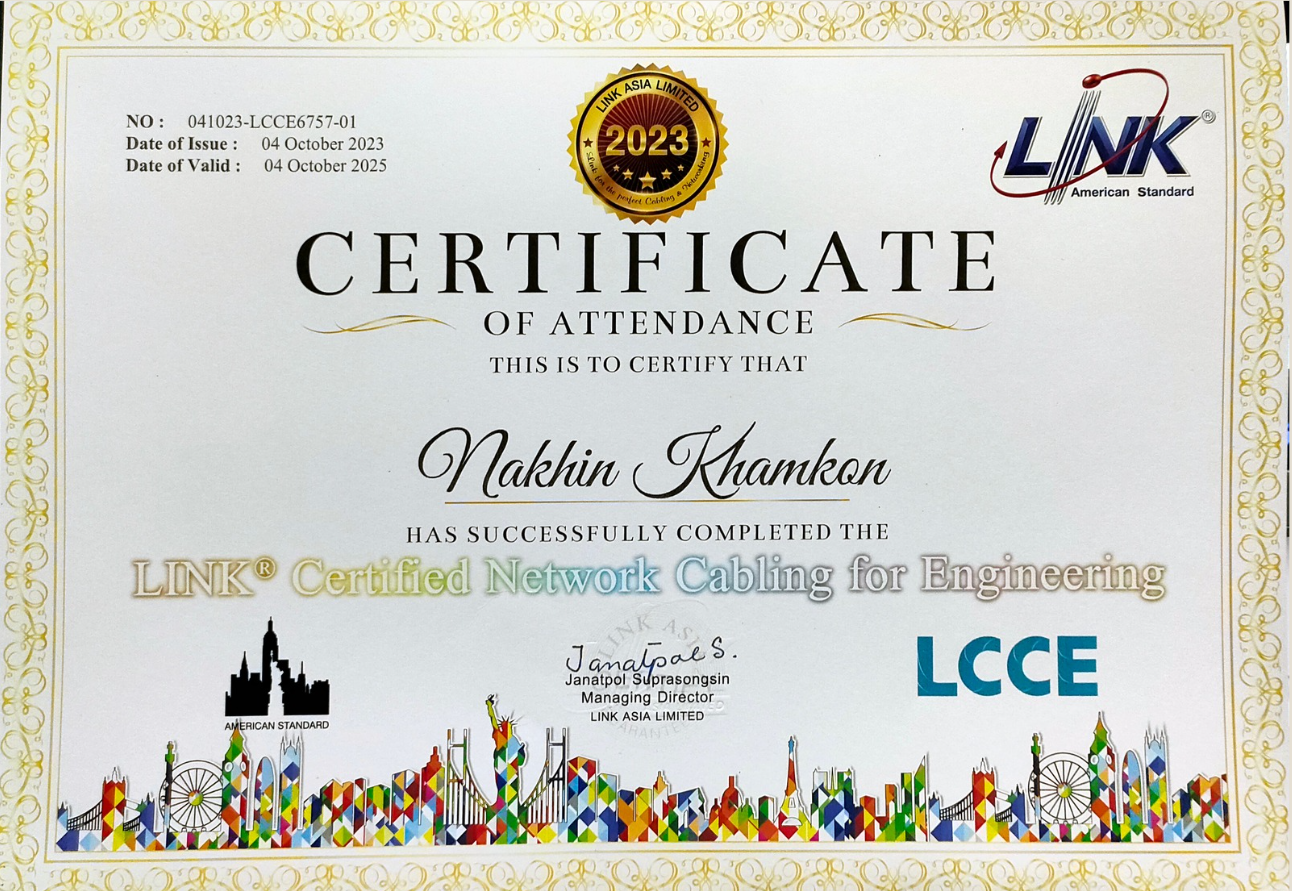 NO : 041023-LCCE6757-01
Date of Issue : 04 October 2023
Date of Valid : 04 October 2025
LINK ASIA LIMITED
2023
Link for the perfect Cabling & Networking
LINK ®
American Standard
CERTIFICATE
OF ATTENDANCE
THIS IS TO CERTIFY THAT
Nakhin Khamkon
HAS SUCCESSFULLY COMPLETED THE
LINK® Certified Network Cabling for Engineering
AMERICAN STANDARD
LINK ASIA
Janatpol S.
Janatpol Suprasongsin
Managing Director
LINK ASIA LIMITED
LCCE